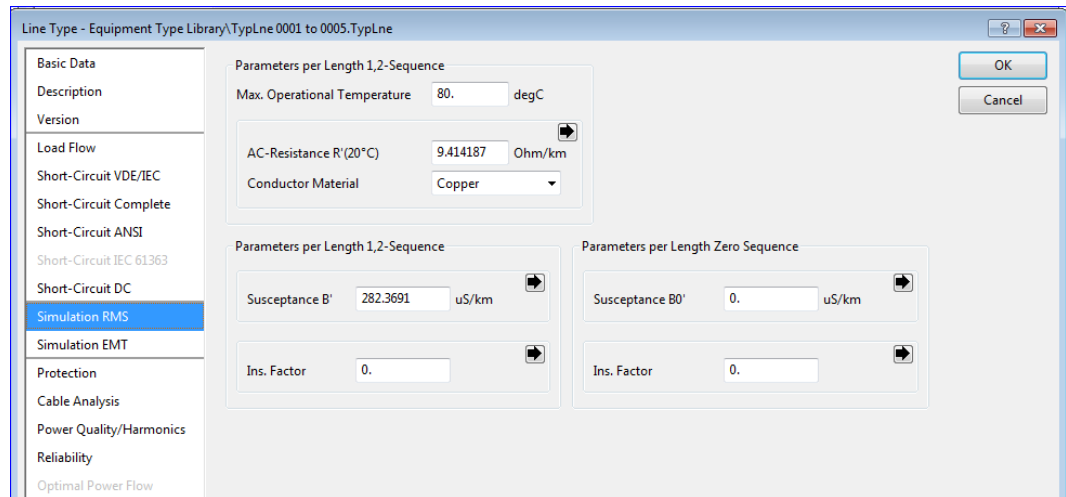 Line Type - Equipment Type Library\TypLne 0001 to 0005.TypLne
?
Basic Data
Description
Version
Load Flow
Short-Circuit VDE/IEC
Short-Circuit Complete
Short-Circuit ANSI
Short-Circuit IEC 61363
Short-Circuit DC
Simulation RMS
Simulation EMT
Protection
Cable Analysis
Power Quality/Harmonics
Reliability
Optimal Power Flow
Parameters per Length 1,2-Sequence
Max. Operational Temperature 80. degC
AC-Resistance R'(20°C) 9.414187 Ohm/km
Conductor Material Copper
Parameters per Length 1,2-Sequence
Susceptance B' 282.3691 uS/km
Ins. Factor 0.
Parameters per Length Zero Sequence
Susceptance B0' 0. uS/km
Ins. Factor 0.
OK
Cancel